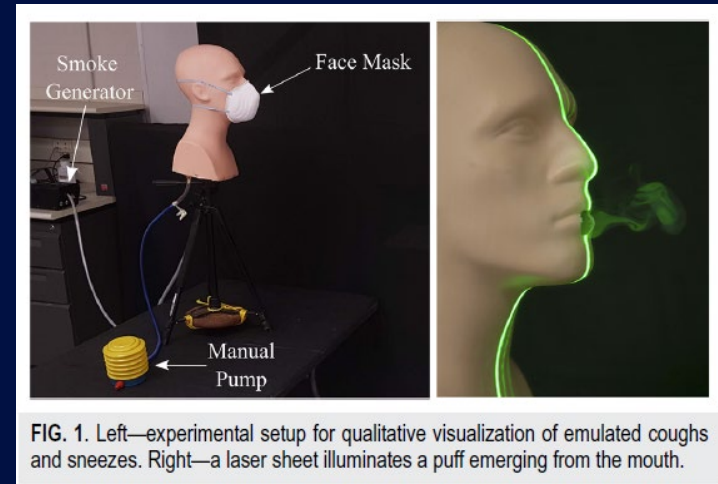 Smoke
Generator
Face Mask
Manual
Pump
FIG. 1. Left—experimental setup for qualitative visualization of emulated coughs
and sneezes. Right—a laser sheet illuminates a puff emerging from the mouth.